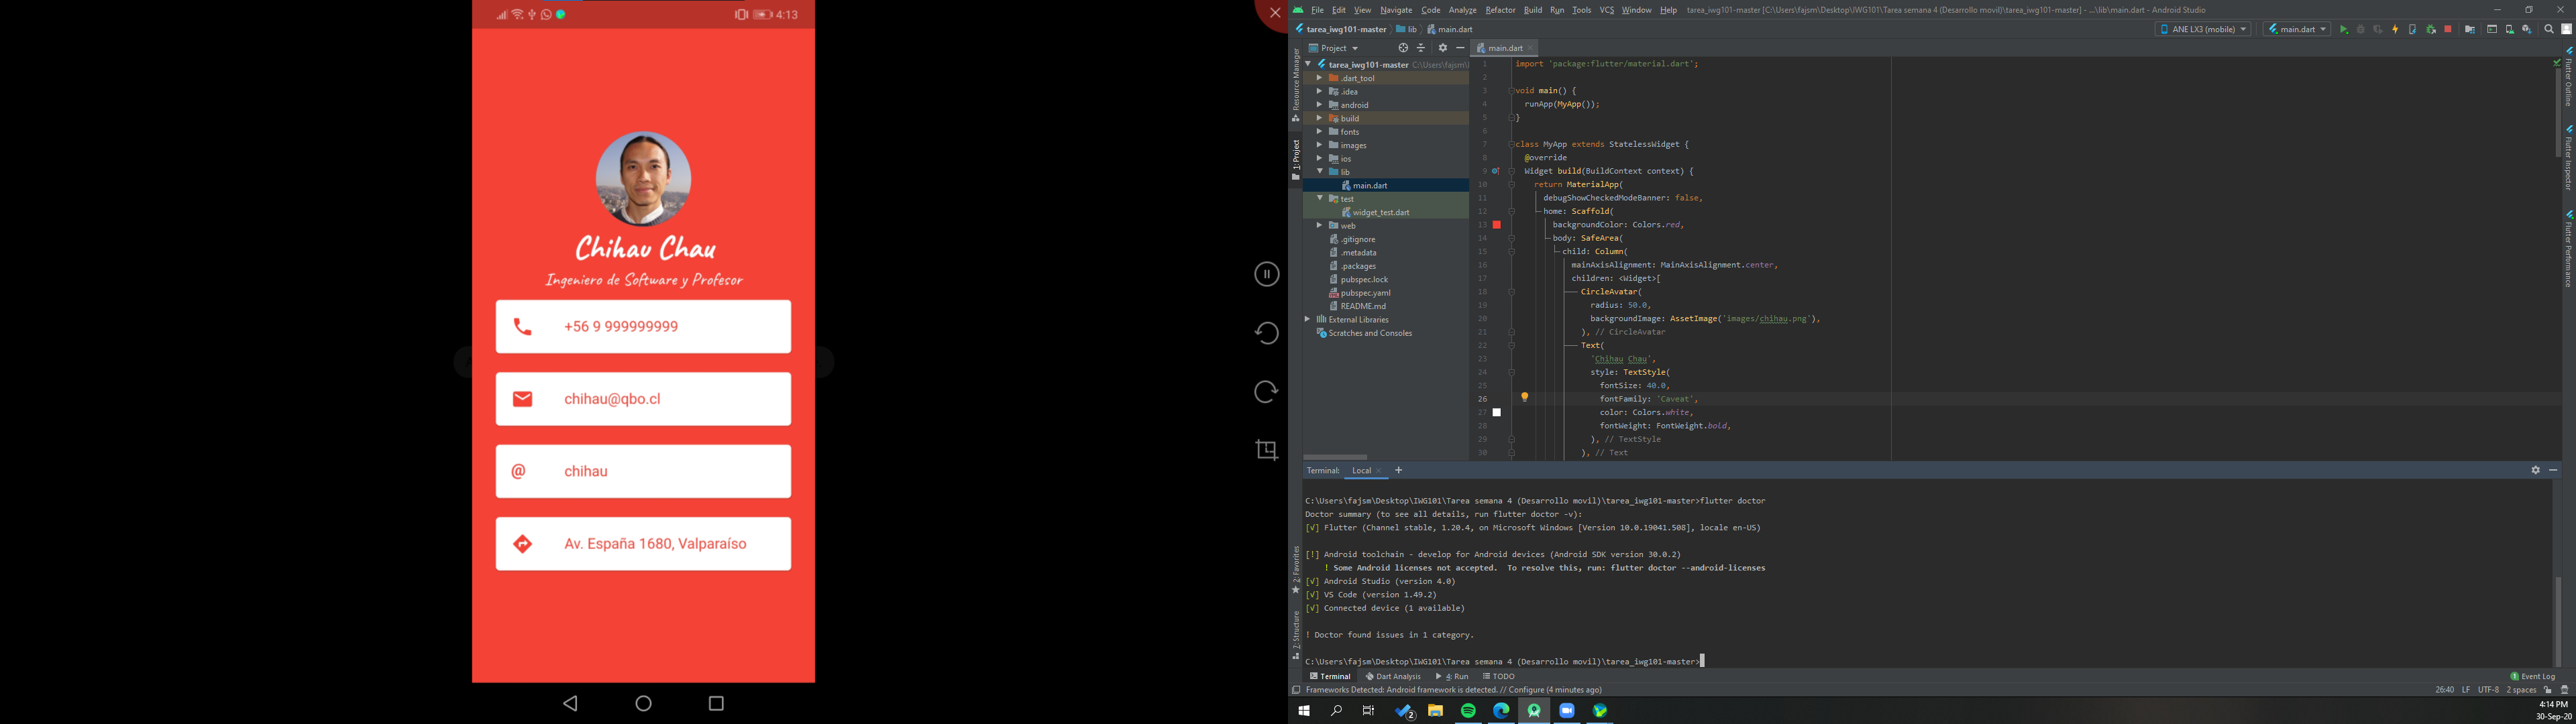 4:13
Chihau Chau
Ingeniero de Software y Profesor
+56 9 999999999
chihau@qbo.cl
@ chihau
Av. España 1680, Valparaíso
File Edit View Navigate Code Analyze Refactor Build Run Tools VCS Window Help tarea_iwg101-master [C:\Users\fajsm\Desktop\IWG101\Tarea semana 4 (Desarrollo movil)\tarea_iwg101-master] - ...\lib\main.dart - Android Studio
tarea_iwg101-master lib main.dart
ANE LX3 (mobile) main.dart
Resource Manager
1: Project
2: Favorites
Z: Structure
Project
tarea_iwg101-master C:\Users\fajsm\
.dart_tool
.idea
android
build
fonts
images
ios
lib
main.dart
test
widget_test.dart
web
.gitignore
.metadata
.packages
pubspec.lock
pubspec.yaml
README.md
External Libraries
Scratches and Consoles
main.dart
1 import 'package:flutter/material.dart';
2
3 void main() {
4 runApp(MyApp());
5 }
6
7 class MyApp extends StatelessWidget {
8 @override
9 Widget build(BuildContext context) {
10 return MaterialApp(
11 debugShowCheckedModeBanner: false,
12 home: Scaffold(
13 backgroundColor: Colors.red,
14 body: SafeArea(
15 child: Column(
16 mainAxisAlignment: MainAxisAlignment.center,
17 children: <Widget>[
18 CircleAvatar(
19 radius: 50.0,
20 backgroundImage: AssetImage('images/chihau.png'),
21 ), // CircleAvatar
22 Text(
23 'Chihau Chau',
24 style: TextStyle(
25 fontSize: 40.0,
26 fontFamily: 'Caveat',
27 color: Colors.white,
28 fontWeight: FontWeight.bold,
29 ), // TextStyle
30 ), // Text
Flutter Outline
Flutter Inspector
Flutter Performance
Terminal: Local +
C:\Users\fajsm\Desktop\IWG101\Tarea semana 4 (Desarrollo movil)\tarea_iwg101-master>flutter doctor
Doctor summary (to see all details, run flutter doctor -v):
[√] Flutter (Channel stable, 1.20.4, on Microsoft Windows [Version 10.0.19041.508], locale en-US)
[!] Android toolchain - develop for Android devices (Android SDK version 30.0.2)
! Some Android licenses not accepted. To resolve this, run: flutter doctor --android-licenses
[√] Android Studio (version 4.0)
[√] VS Code (version 1.49.2)
[√] Connected device (1 available)
! Doctor found issues in 1 category.
C:\Users\fajsm\Desktop\IWG101\Tarea semana 4 (Desarrollo movil)\tarea_iwg101-master>
Terminal Dart Analysis 4: Run TODO
1 Event Log
Frameworks Detected: Android framework is detected. // Configure (4 minutes ago)
26:40 LF UTF-8 2 spaces
2
4:14 PM
30-Sep-20